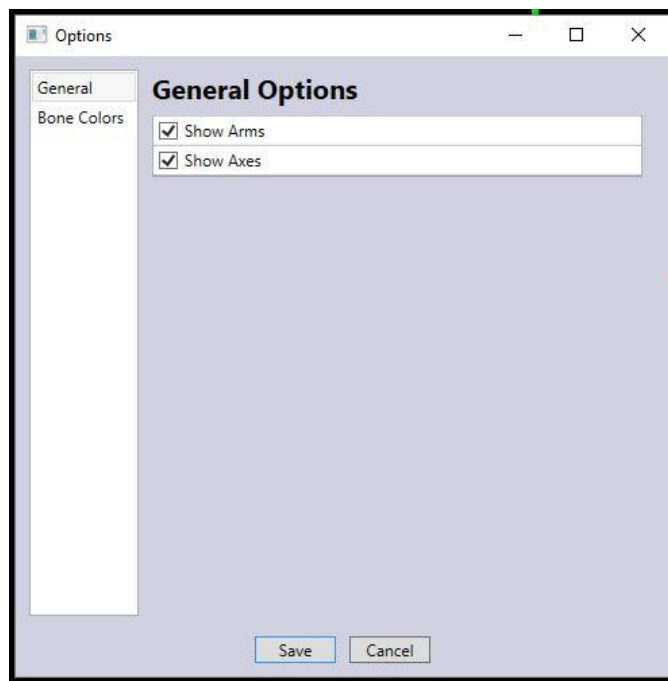 Options
General
Bone Colors
General Options
Show Arms
Show Axes
Save
Cancel